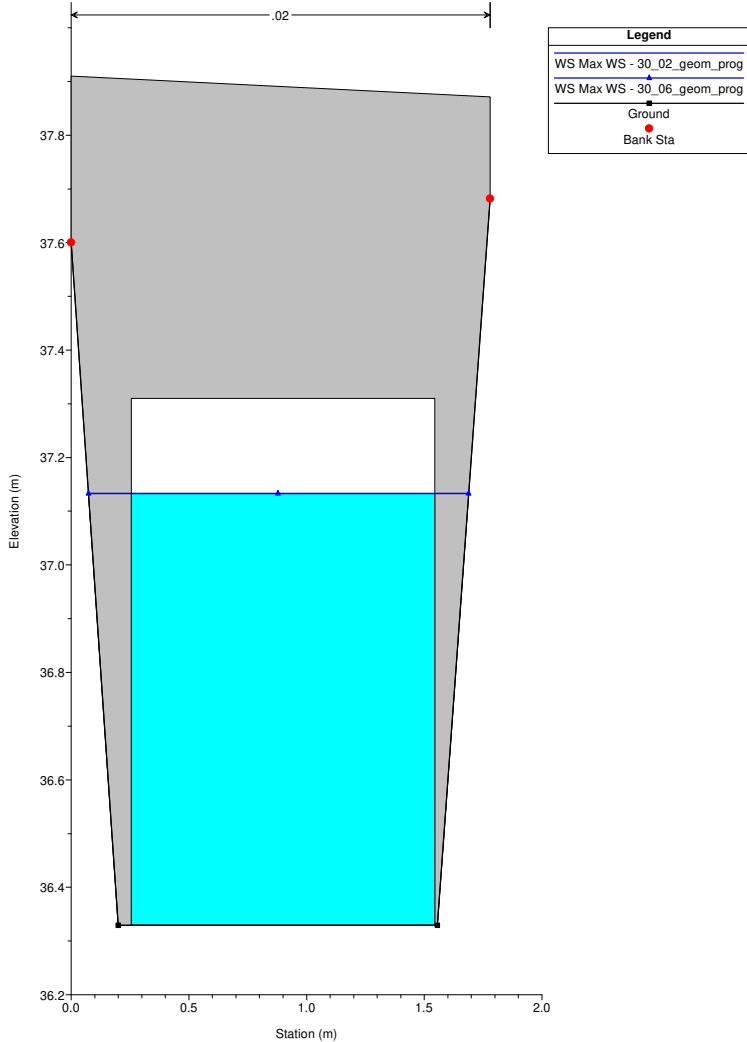 .02
Legend
WS Max WS - 30_02_geom_prog
WS Max WS - 30_06_geom_prog
Ground
Bank Sta
37.8
37.6
37.4
37.2
37.0
36.8
36.6
36.4
36.2
Elevation (m)
0.0 0.5 1.0 1.5 2.0
Station (m)